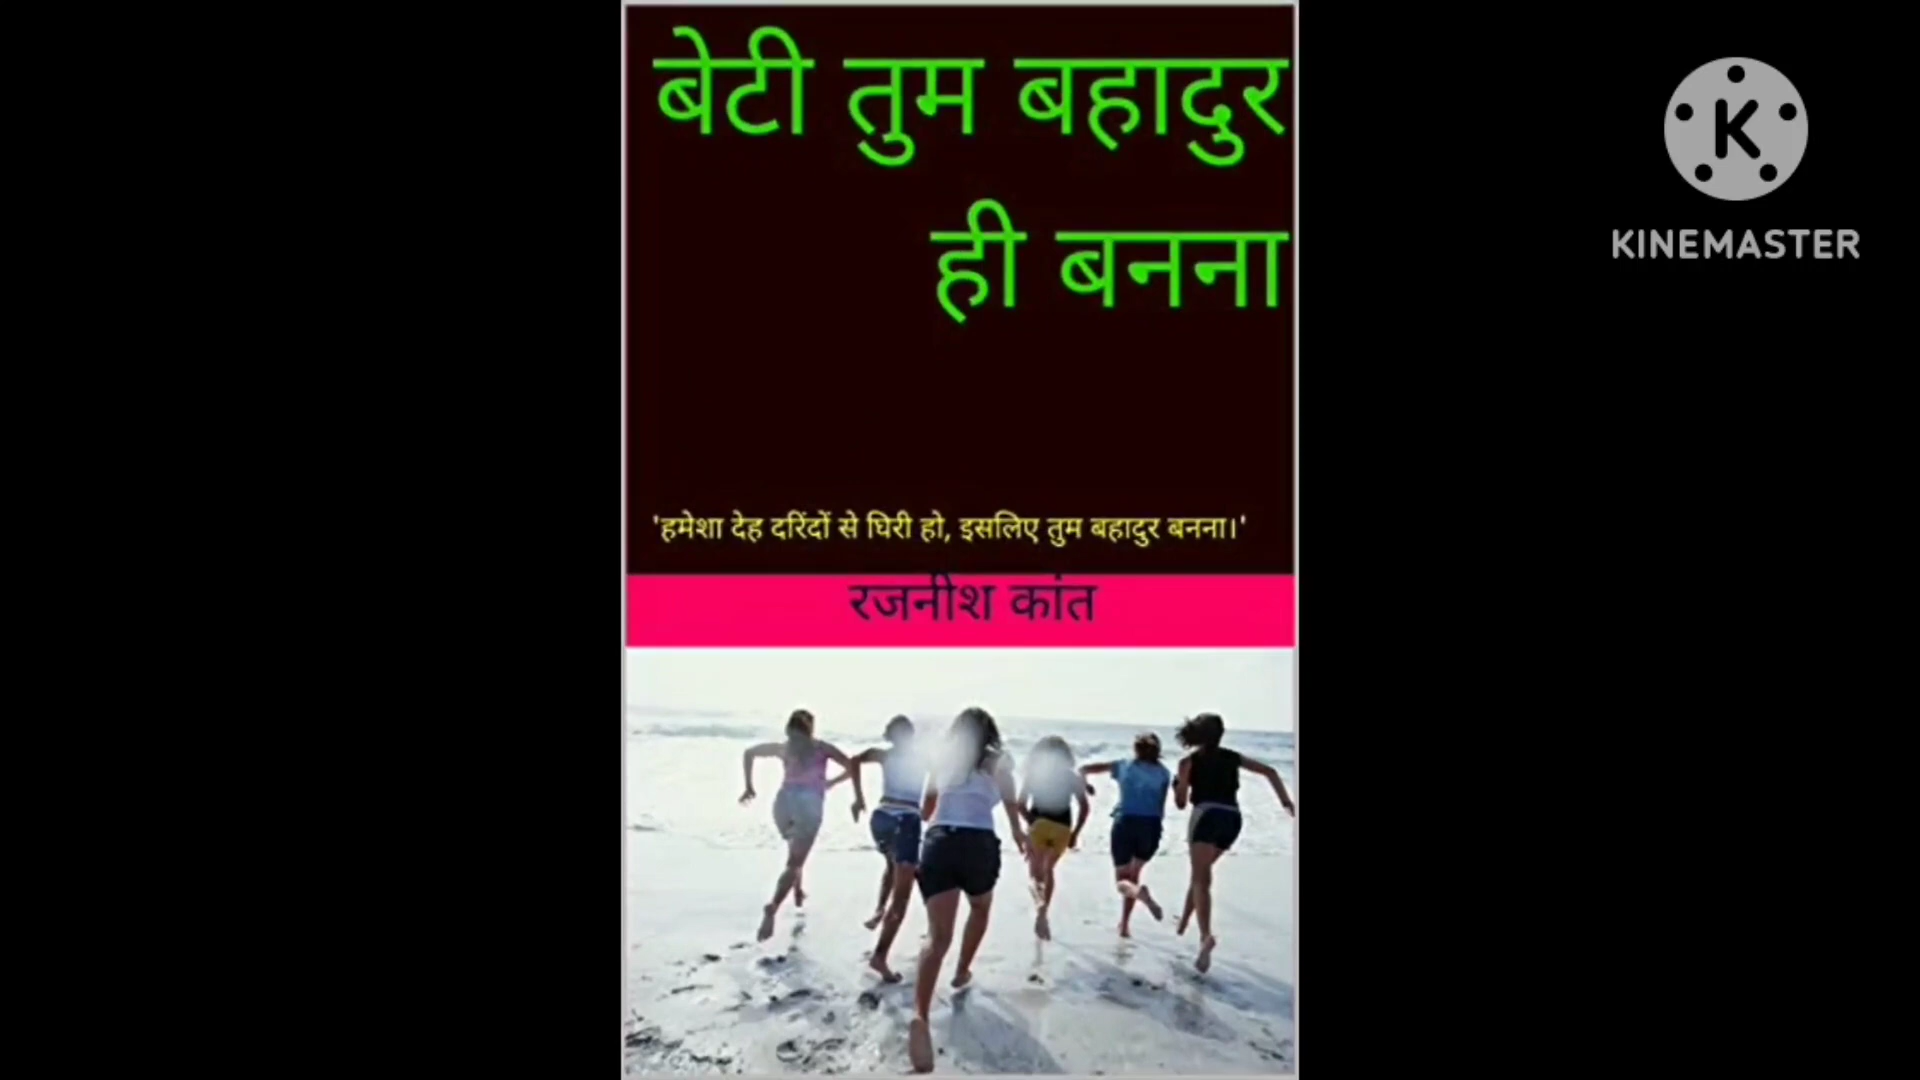 बेटी तुम बहादुर
ही बनना
'हमेशा देह दरिंदों से घिरी हो, इसलिए तुम बहादुर बनना।'
रजनीश कांत
K
KINEMASTER